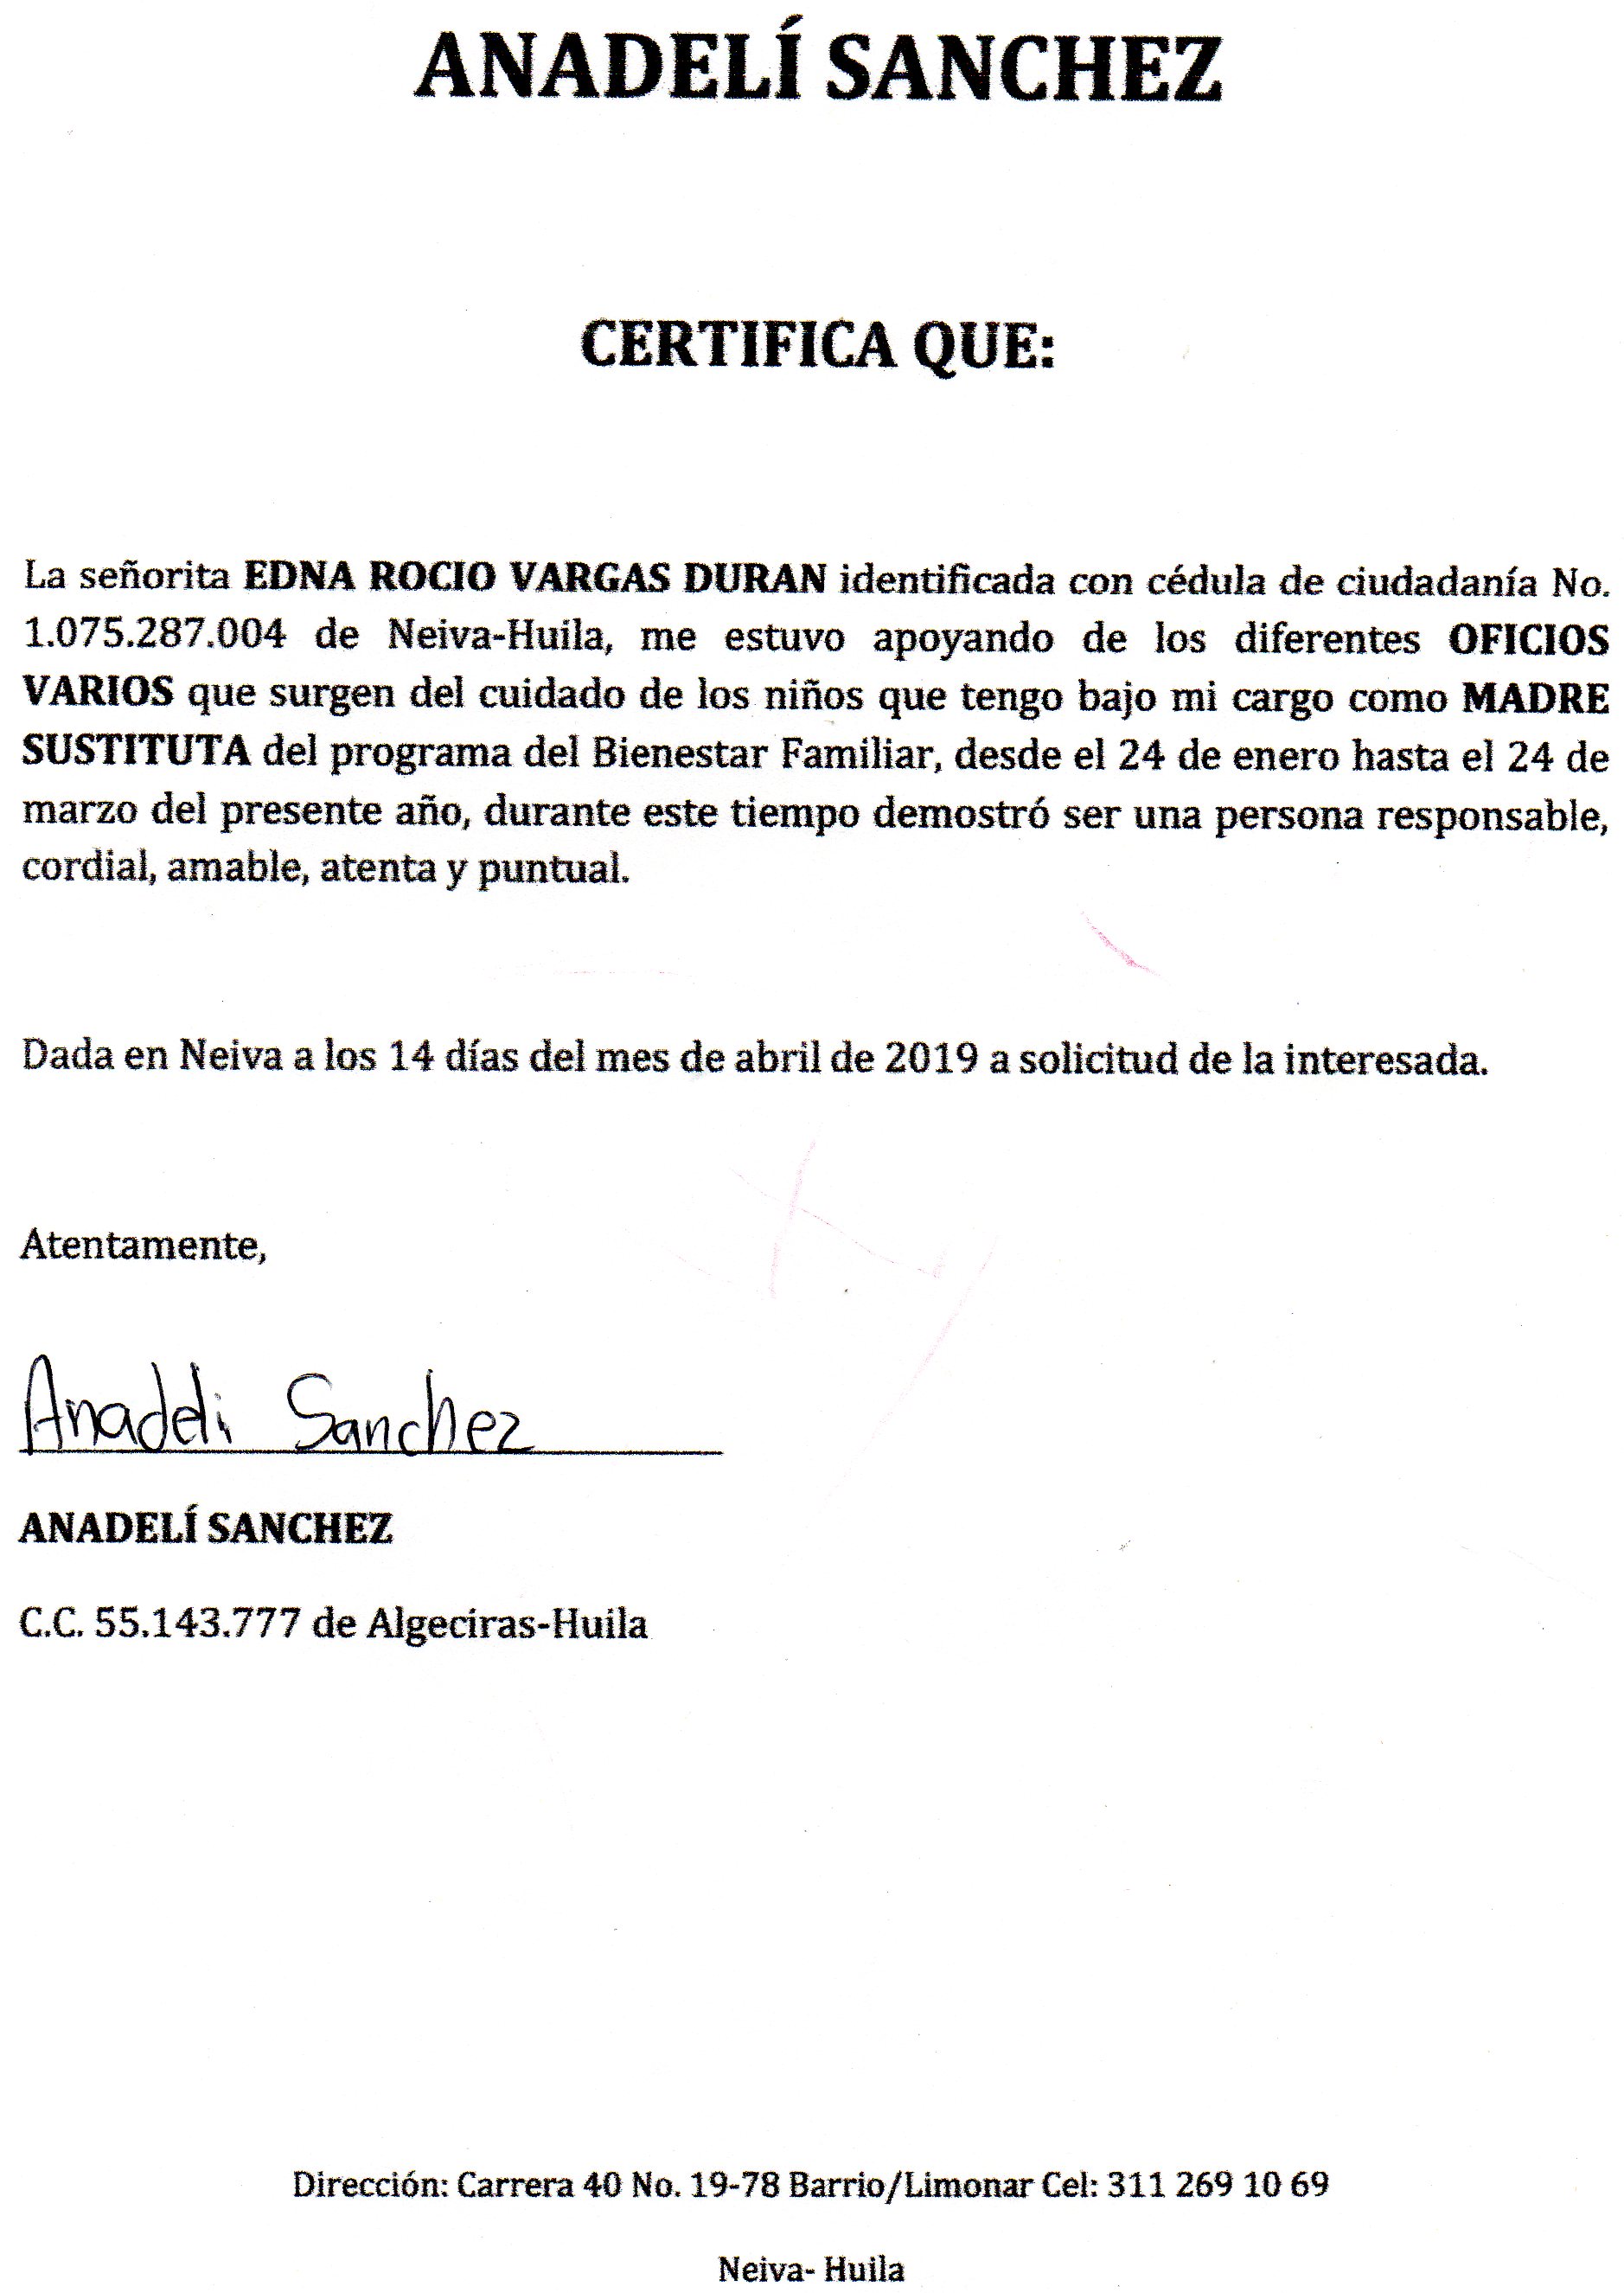 ANADELÍ SANCHEZ
CERTIFICA QUE:
La señorita EDNA ROCIO VARGAS DURAN identificada con cédula de ciudadanía No.
1.075.287.004 de Neiva-Huila, me estuvo apoyando de los diferentes OFICIOS
VARIOS que surgen del cuidado de los niños que tengo bajo mi cargo como MADRE
SUSTITUTA del programa del Bienestar Familiar, desde el 24 de enero hasta el 24 de
marzo del presente año, durante este tiempo demostró ser una persona responsable,
cordial, amable, atenta y puntual.
Dada en Neiva a los 14 días del mes de abril de 2019 a solicitud de la interesada.
Atentamente,
Anadeli Sanchez
ANADELÍ SANCHEZ
C.C. 55.143.777 de Algeciras-Huila
Dirección: Carrera 40 No. 19-78 Barrio/Limonar Cel: 311 269 10 69
Neiva- Huila